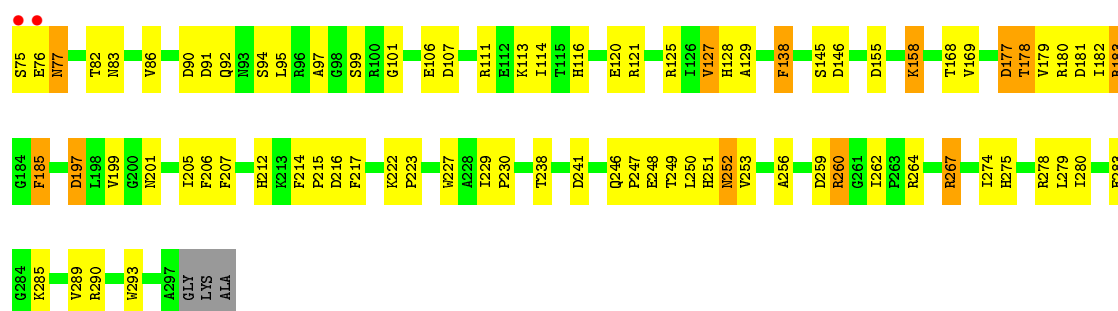 S75 E76 N77 T82 N83 V86 D90 D91 Q92 N93 S94 L95 R96 A97 G98 S99 R100 G101 E106 D107 R111 E112 K113 I114 T115 H116 E120 R121 R125 I126 V127 H128 A129 F138 S145 D146 D155 K158 T168 V169 D177 T178 V179 R180 D181 I182
G184 F185 D197 L198 V199 G200 N201 I205 F206 F207 H212 K213 F214 P215 D216 F217 K222 P223 W227 A228 I229 P230 T238 D241 Q246 P247 E248 T249 L250 H251 N252 V253 A256 D259 R260 G261 I262 P263 R264 R267 I274 H275 R278 L279 I280
G284 K285 V289 R290 W293 A297 GLY LYS ALA